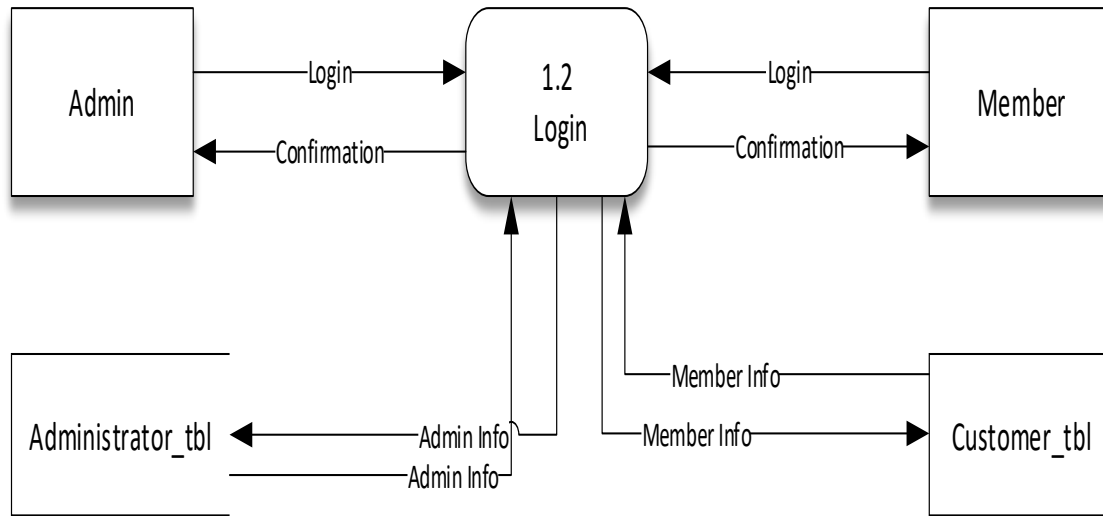 Admin
Login
1.2
Login
Login
Member
Confirmation
Confirmation
Administrator_tbl
Admin Info
Admin Info
Member Info
Member Info
Customer_tbl